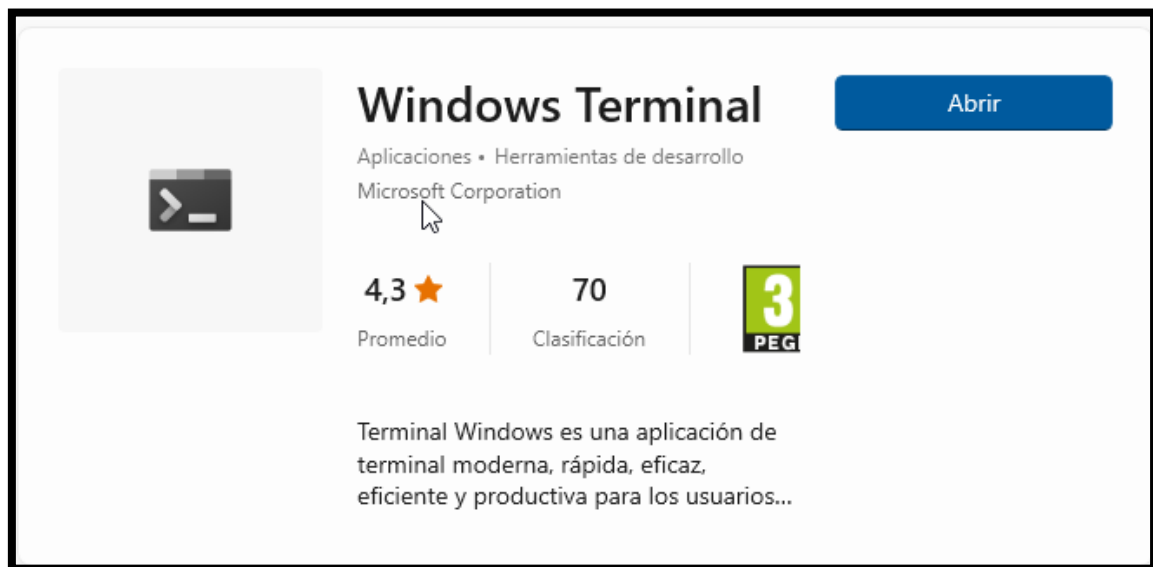 Windows Terminal
Abrir
Aplicaciones • Herramientas de desarrollo
Microsoft Corporation
4,3
70
3
Promedio
Clasificación
PEGI
Terminal Windows es una aplicación de
terminal moderna, rápida, eficaz,
eficiente y productiva para los usuarios...